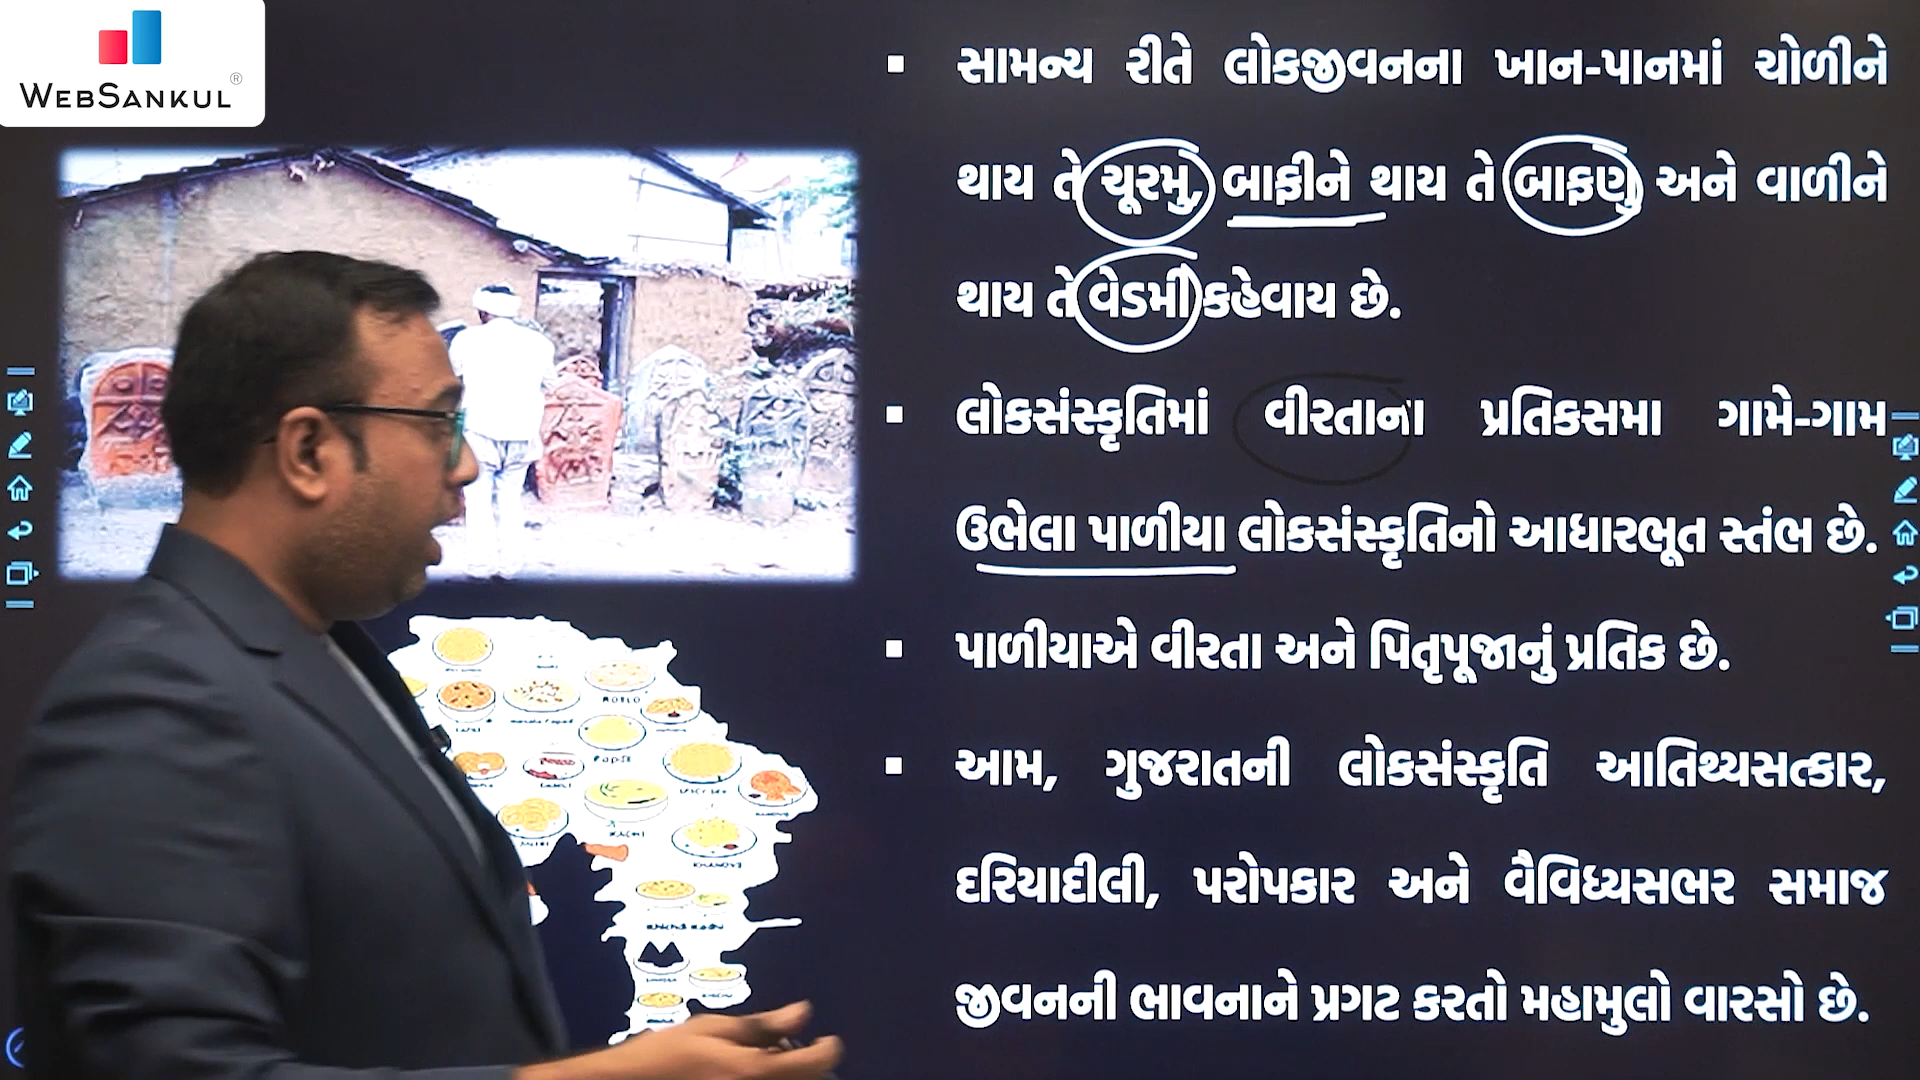 WEBSANKUL®
સામન્ય રીતે લોકજીવનના ખાન-પાનમાં ચોળીને
થાય તે ચૂરમુ, બાફીને થાય તે બાફણુ અને વાળીને
થાય તે વેડમી કહેવાય છે.
લોકસંસ્કૃતિમાં વીરતાના પ્રતિકસમા ગામે-ગામ
ઉભેલા પાળીયા લોકસંસ્કૃતિનો આધારભૂત સ્તંભ છે.
પાળીયાએ વીરતા અને પિતૃપૂજાનું પ્રતિક છે.
આમ, ગુજરાતની લોકસંસ્કૃતિ આતિથ્યસત્કાર,
દરિયાદીલી, પરોપકાર અને વૈવિધ્યસભર સમાજ
જીવનની ભાવનાને પ્રગટ કરતો મહામુલો વારસો છે.
ROTLO